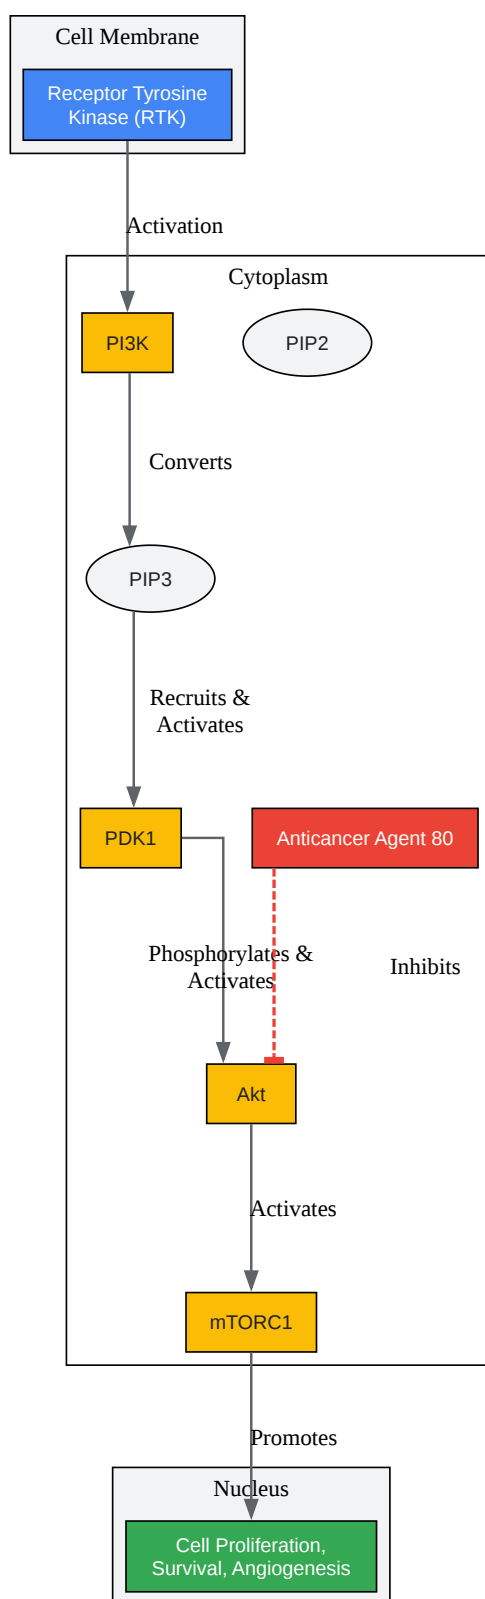 Cell Membrane
Receptor Tyrosine
Kinase (RTK)
Activation
Cytoplasm
PI3K
PIP2
Converts
PIP3
Recruits &
Activates
PDK1
Anticancer Agent 80
Phosphorylates &
Activates
Inhibits
Akt
Activates
mTORC1
Promotes
Nucleus
Cell Proliferation,
Survival, Angiogenesis